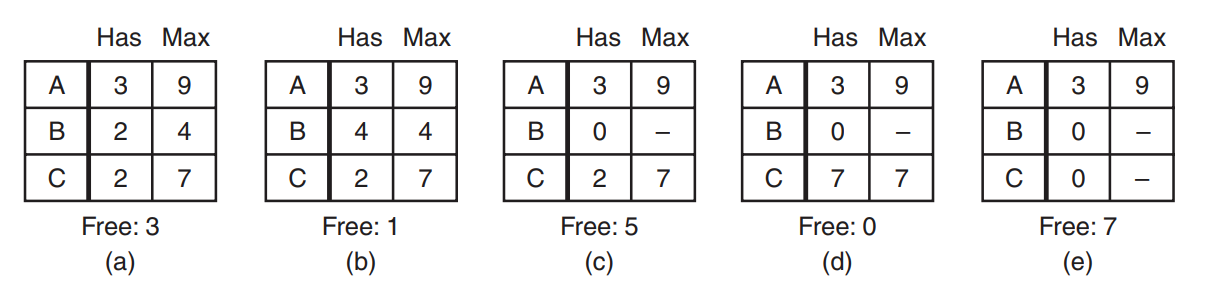 Has Max Has Max Has Max Has Max Has Max
A 3 9 A 3 9 A 3 9 A 3 9 A 3 9
B 2 4 B 4 4 B 0 – B 0 – B 0 –
C 2 7 C 2 7 C 2 7 C 7 7 C 0 –
Free: 3 Free: 1 Free: 5 Free: 0 Free: 7
(a) (b) (c) (d) (e)